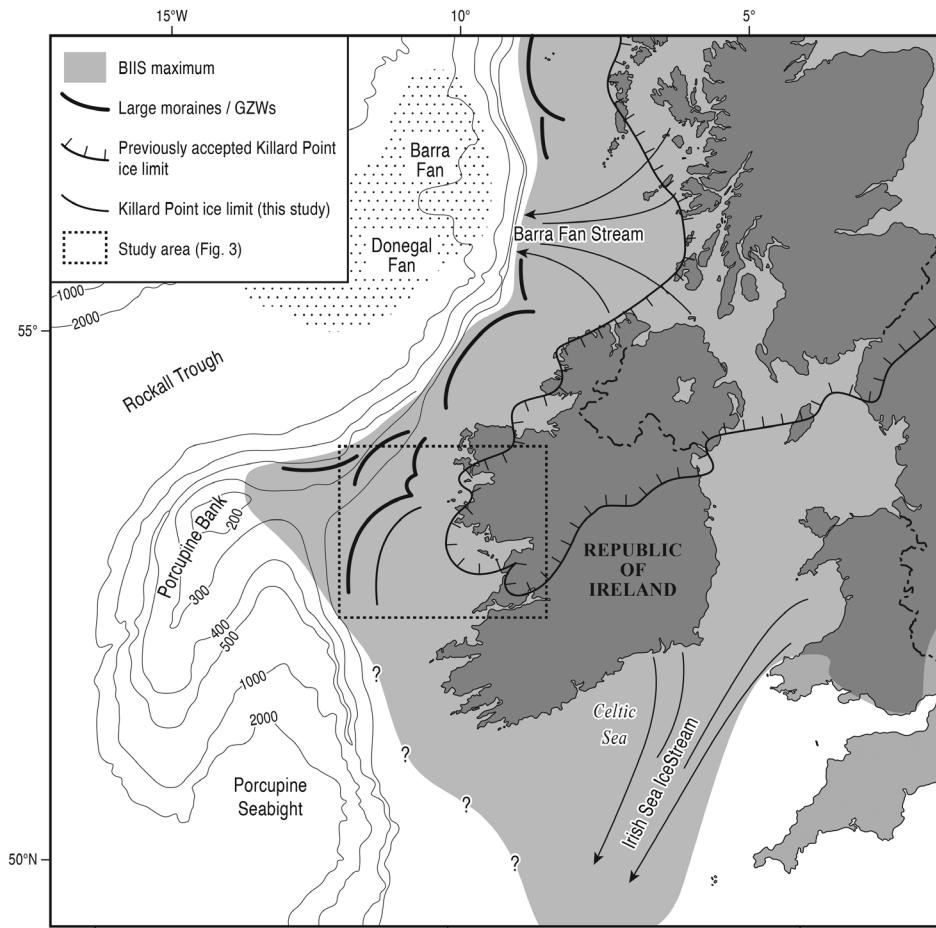 15°W
10°
5°
BIIS maximum
Large moraines / GZWs
Previously accepted Killard Point
ice limit
Killard Point ice limit (this study)
Study area (Fig. 3)
Barra
Fan
Donegal
Fan
Barra Fan Stream
1000
2000
55°
Rockall Trough
Porcupine Bank
200
300
400
500
1000
2000
REPUBLIC
OF
IRELAND
?
?
?
?
Celtic
Sea
Irish Sea IceStream
Porcupine
Seabight
50°N